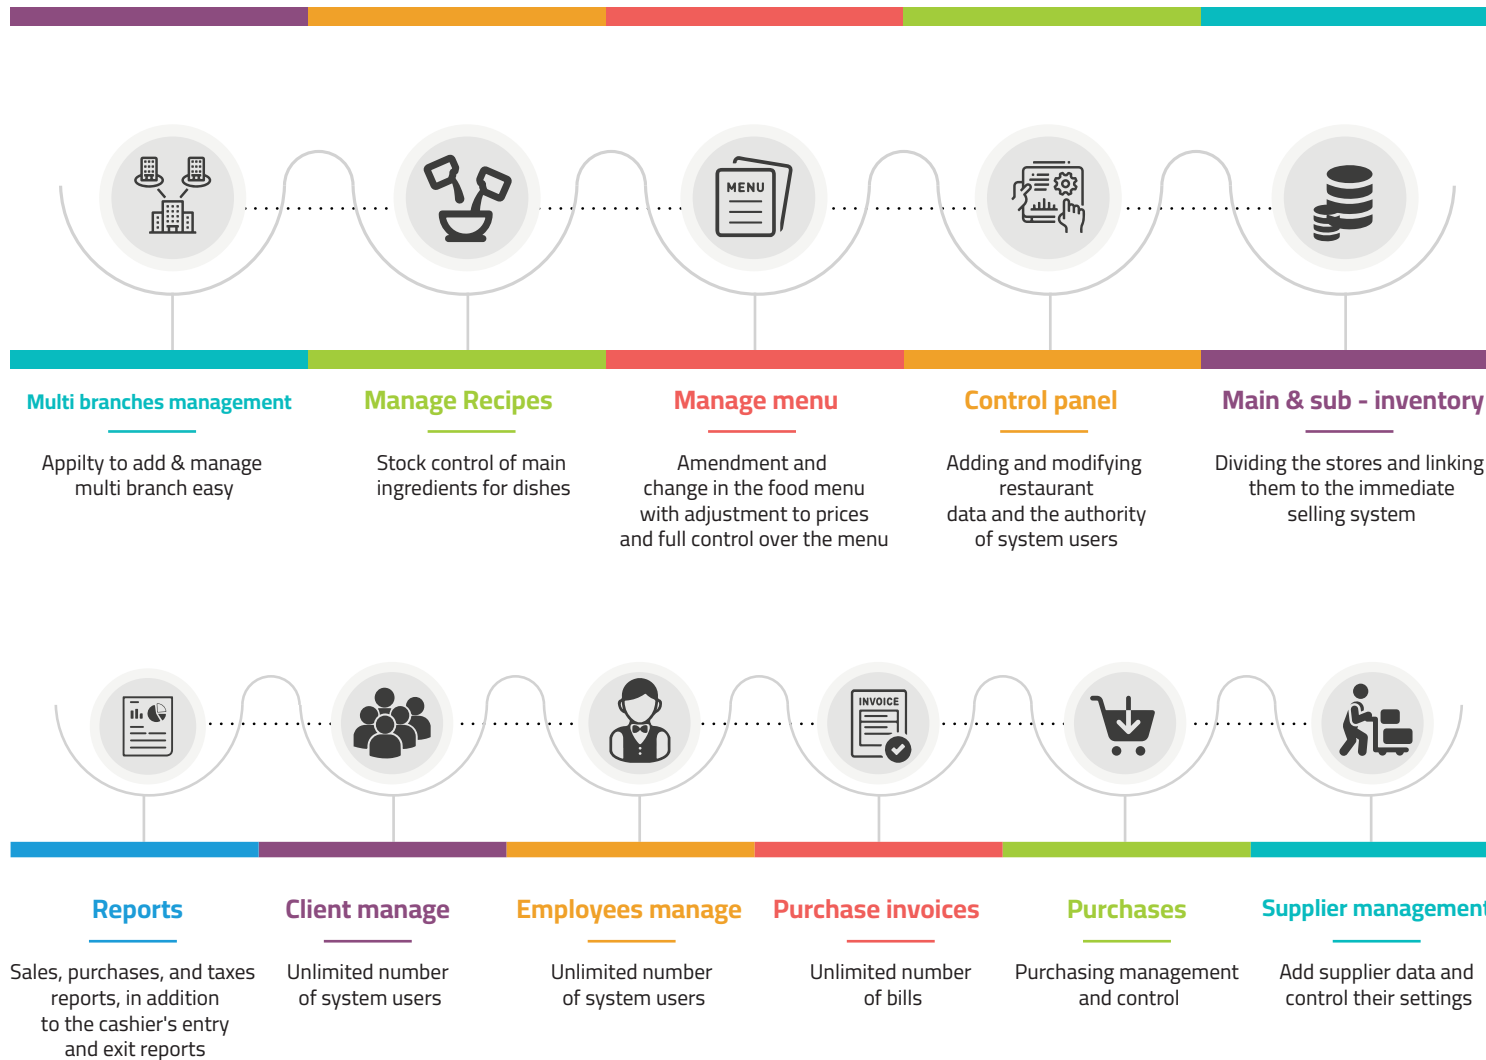 MENU
Multi branches management
Appilty to add & manage
multi branch easy
Manage Recipes
Stock control of main
ingredients for dishes
Manage menu
Amendment and
change in the food menu
with adjustment to prices
and full control over the menu
Control panel
Adding and modifying
restaurant
data and the authority
of system users
Main & sub - inventory
Dividing the stores and linking
them to the immediate
selling system
INVOICE
Reports
Sales, purchases, and taxes
reports, in addition
to the cashier's entry
and exit reports
Client manage
Unlimited number
of system users
Employees manage
Unlimited number
of system users
Purchase invoices
Unlimited number
of bills
Purchases
Purchasing management
and control
Supplier management
Add supplier data and
control their settings